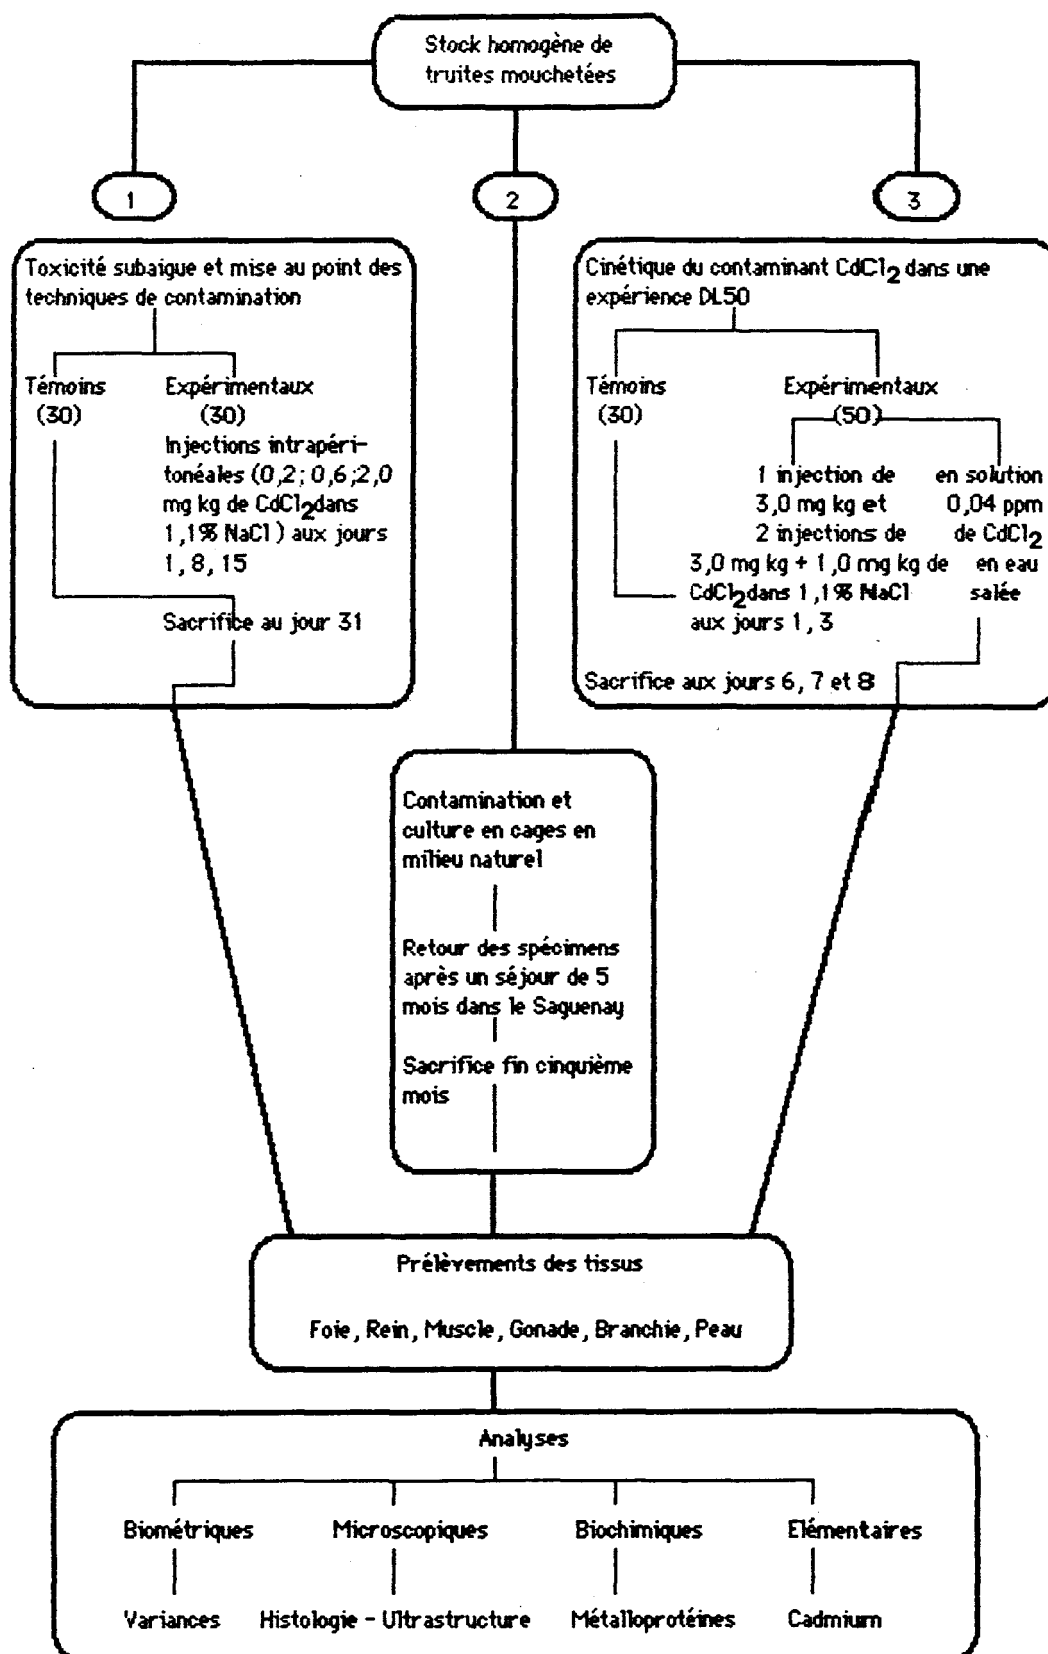 Stock homogène de
truites mouchetées
1
2
3
Toxicité subaigue et mise au point des
techniques de contamination
Témoins
(30)
Expérimentaux
(30)
Injections intrapéri-
tonéales (0,2; 0,6; 2,0
mg kg de CdCl2 dans
1,1% NaCl) aux jours
1, 8, 15
Sacrifice au jour 31
Cinétique du contaminant CdCl2 dans une
expérience DL50
Témoins
(30)
Expérimentaux
(50)
1 injection de
3,0 mg kg et
2 injections de
3,0 mg kg + 1,0 mg kg de
CdCl2 dans 1,1% NaCl
aux jours 1, 3
en solution
0,04 ppm
de CdCl2
en eau
salée
Sacrifice aux jours 6, 7 et 8
Contamination et
culture en cages en
milieu naturel
Retour des spécimens
après un séjour de 5
mois dans le Saguenay
Sacrifice fin cinquième
mois
Prélèvements des tissus
Foie, Rein, Muscle, Gonade, Branchie, Peau
Analyses
Biométriques
Microscopiques
Biochimiques
Elémentaires
Variances
Histologie - Ultrastructure
Métalloprotéines
Cadmium